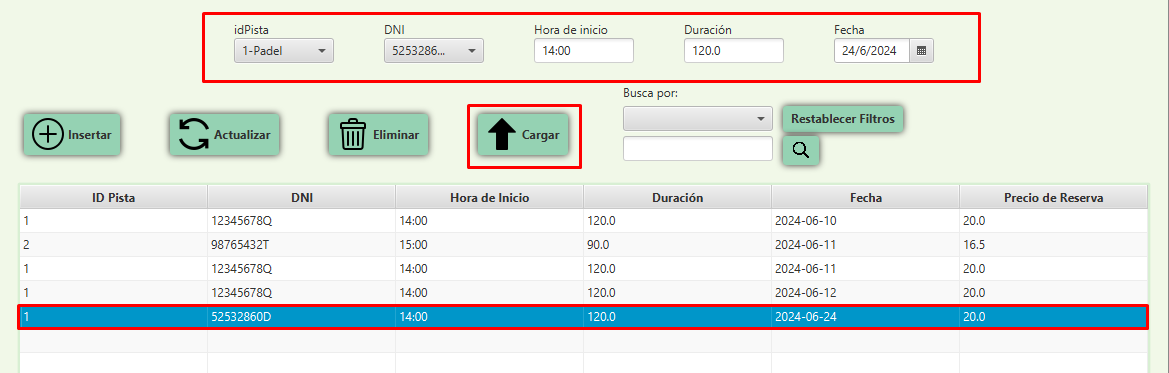 idPista DNI Hora de inicio Duración Fecha
1-Padel 5253286... 14:00 120.0 24/6/2024
Busca por:
Restablecer Filtros
Insertar Actualizar Eliminar Cargar
ID Pista DNI Hora de Inicio Duración Fecha Precio de Reserva
1 12345678Q 14:00 120.0 2024-06-10 20.0
2 98765432T 15:00 90.0 2024-06-11 16.5
1 12345678Q 14:00 120.0 2024-06-11 20.0
1 12345678Q 14:00 120.0 2024-06-12 20.0
1 52532860D 14:00 120.0 2024-06-24 20.0